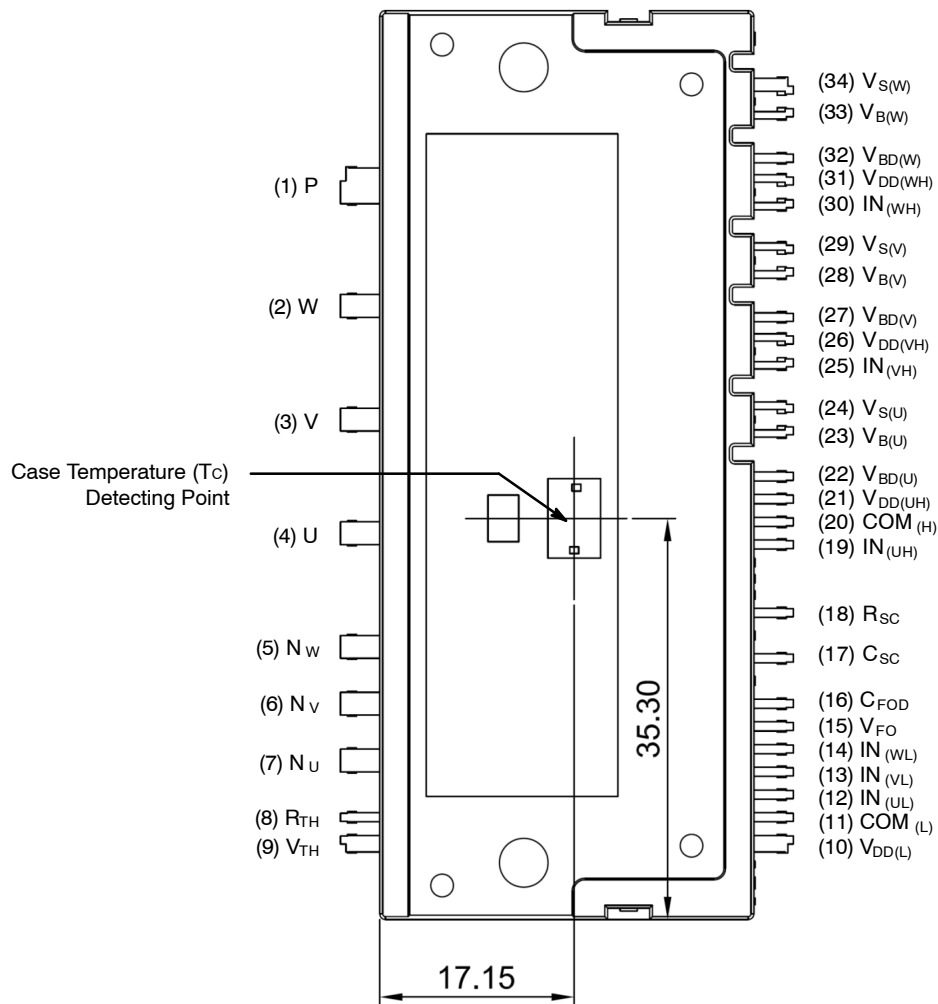 (1) P
(2) W
(3) V
Case Temperature (Tc)
Detecting Point
(4) U
(5) N W
(6) N V
(7) N U
(8) RTH
(9) VTH
(34) VS(W)
(33) VB(W)
(32) VBD(W)
(31) VDD(WH)
(30) IN(WH)
(29) VS(V)
(28) VB(V)
(27) VBD(V)
(26) VDD(VH)
(25) IN(VH)
(24) VS(U)
(23) VB(U)
(22) VBD(U)
(21) VDD(UH)
(20) COM (H)
(19) IN(UH)
(18) RSC
(17) CSC
(16) CFOD
(15) VFO
(14) IN (WL)
(13) IN (VL)
(12) IN (UL)
(11) COM (L)
(10) VDD(L)
35.30
17.15